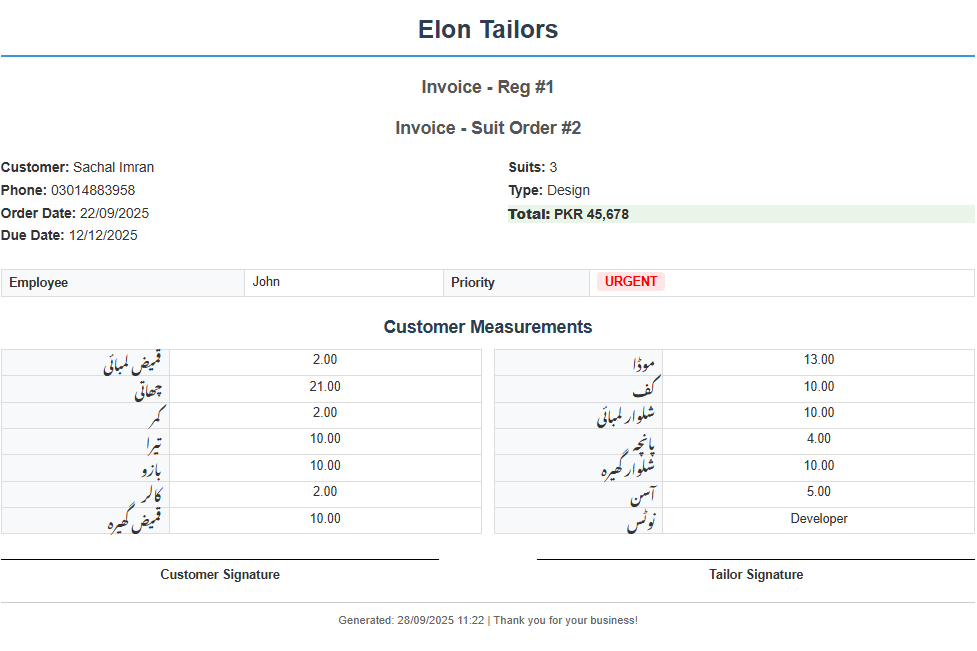 Elon Tailors
Invoice - Reg #1
Invoice - Suit Order #2
Customer: Sachal Imran
Phone: 03014883958
Order Date: 22/09/2025
Due Date: 12/12/2025
Suits: 3
Type: Design
Total: PKR 45,678
Employee John Priority URGENT
Customer Measurements
قمیض لمبائی 2.00
چھاتی 21.00
کمر 2.00
تیرا 10.00
بازو 10.00
کالر 2.00
قمیض گھیرہ 10.00
موڈا 13.00
کف 10.00
شلوار لمبائی 10.00
پانچہ 4.00
شلوار گھیرہ 10.00
آسن 5.00
نوٹس Developer
Customer Signature
Tailor Signature
Generated: 28/09/2025 11:22 | Thank you for your business!